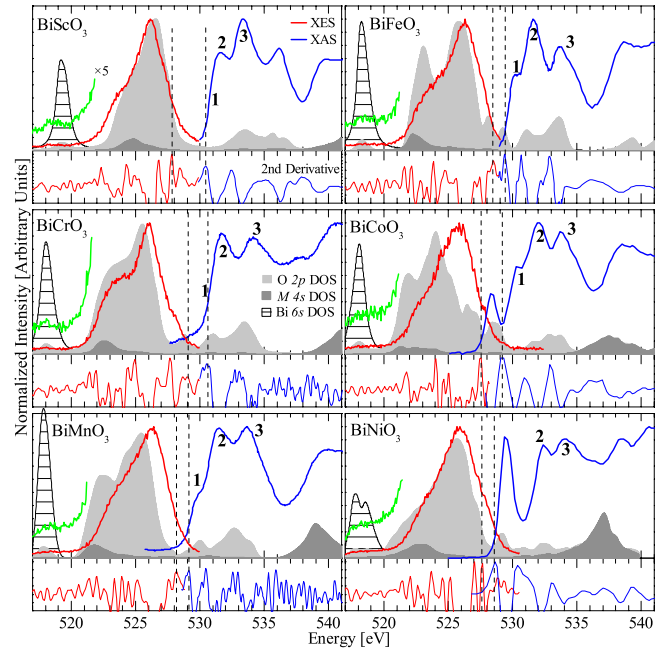 BiScO3
XES
XAS
×5
1
2
3
2nd Derivative
BiFeO3
1
2
3
BiCrO3
1
2
3
O 2p DOS
M 4s DOS
Bi 6s DOS
BiCoO3
1
2
3
BiMnO3
1
2
3
BiNiO3
2
3
Normalized Intensity [Arbitrary Units]
520 525 530 535 540
520 525 530 535 540
Energy [eV]